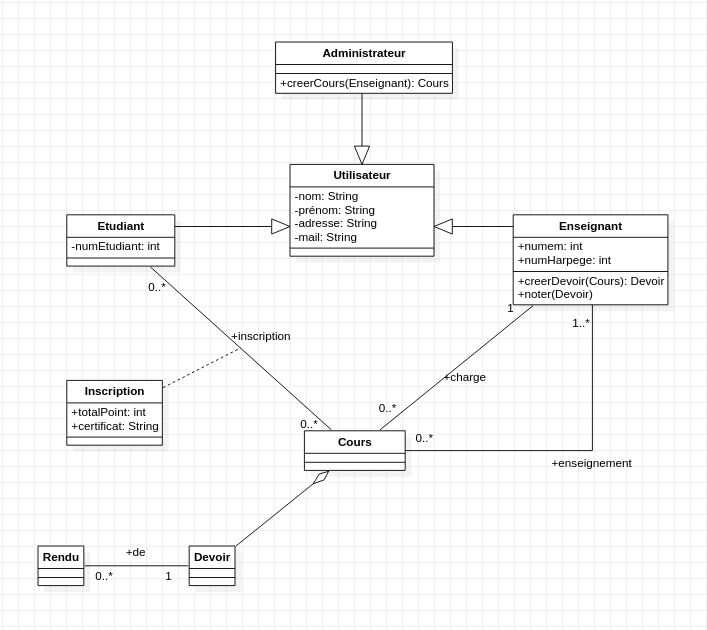 Administrateur
+creerCours(Enseignant): Cours
Utilisateur
-nom: String
-prénom: String
-adresse: String
-mail: String
Etudiant
-numEtudiant: int
Enseignant
+numem: int
+numHarpege: int
+creerDevoir(Cours): Devoir
+noter(Devoir)
0..*
1
1..*
+inscription
+charge
Inscription
+totalPoint: int
+certificat: String
0..*
0..*
0..*
Cours
+enseignement
Rendu
+de
Devoir
0..*
1